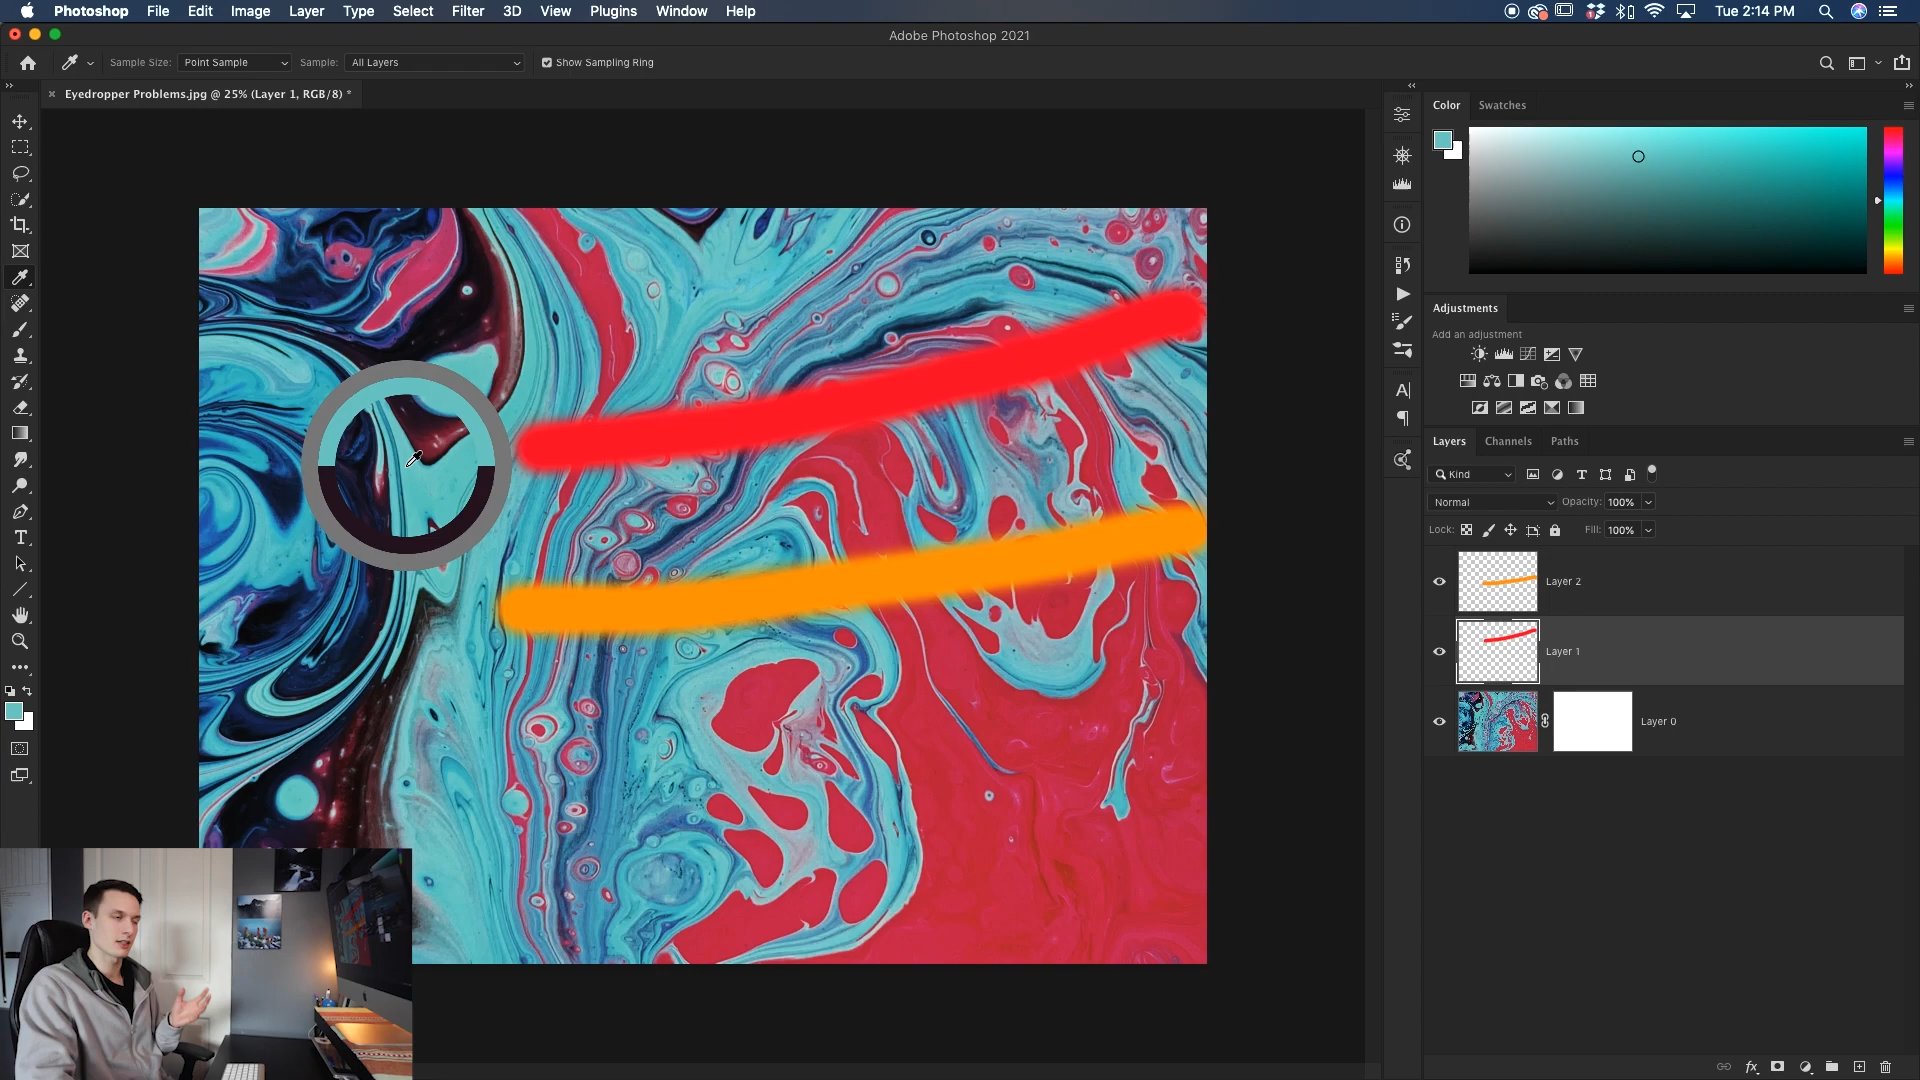 Photoshop File Edit Image Layer Type Select Filter 3D View Plugins Window Help Tue 2:14 PM
Adobe Photoshop 2021
Sample Size: Point Sample Sample: All Layers Show Sampling Ring
Eyedropper Problems.jpg @ 25% (Layer 1, RGB/8) *
Color Swatches
Adjustments
Add an adjustment
Layers Channels Paths
Kind
Normal Opacity: 100%
Lock: Fill: 100%
Layer 2
Layer 1
Layer 0